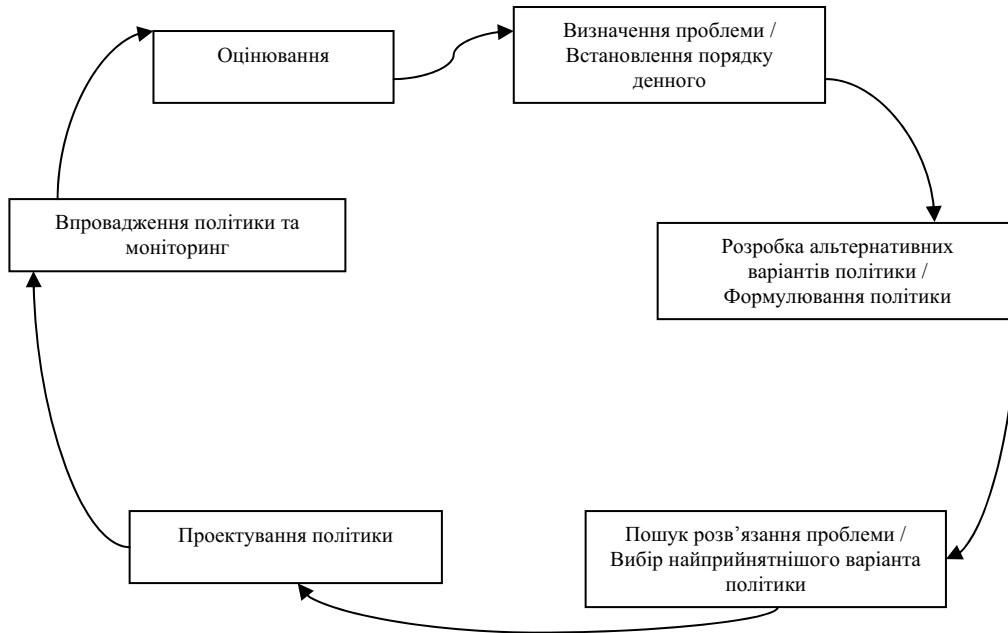 Оцінювання
Визначення проблеми /
Встановлення порядку
денного
Впровадження політики та
моніторинг
Розробка альтернативних
варіантів політики /
Формулювання політики
Проектування політики
Пошук розв’язання проблеми /
Вибір найприйнятнішого варіанта
політики